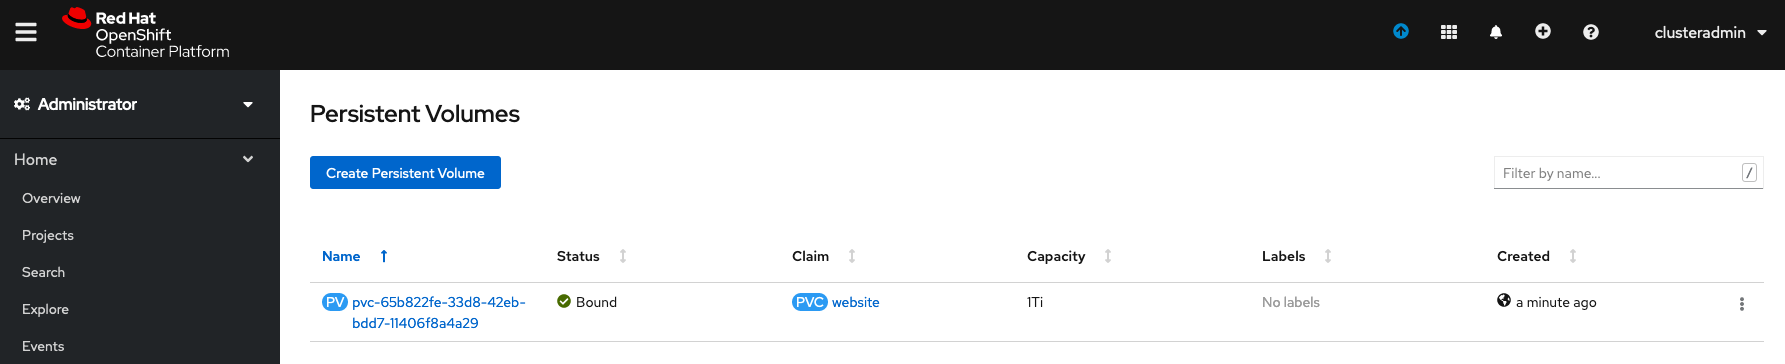 Red Hat
OpenShift
Container Platform
clusteradmin
Administrator
Home
Overview
Projects
Search
Explore
Events
Persistent Volumes
Create Persistent Volume
Filter by name...
/
Name Status Claim Capacity Labels Created
PV pvc-65b822fe-33d8-42eb- Bound PVC website 1Ti No labels a minute ago
bdd7-11406f8a4a29